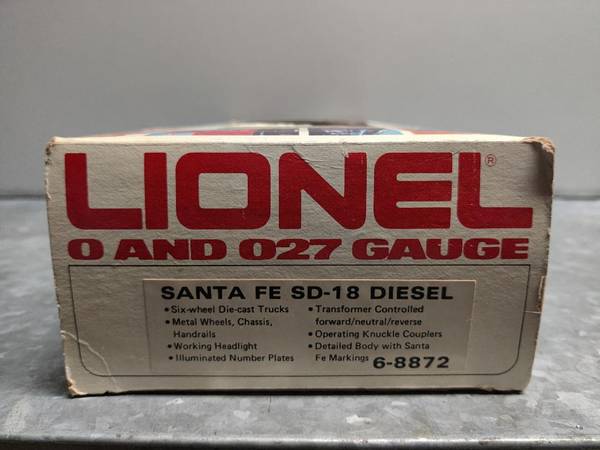 LIONEL®
O AND O27 GAUGE
SANTA FE SD-18 DIESEL
•Six-wheel Die-cast Trucks
•Metal Wheels, Chassis,
Handrails
•Working Headlight
•Illuminated Number Plates
•Transformer Controlled
forward/neutral/reverse
•Operating Knuckle Couplers
•Detailed Body with Santa
Fe Markings 6-8872